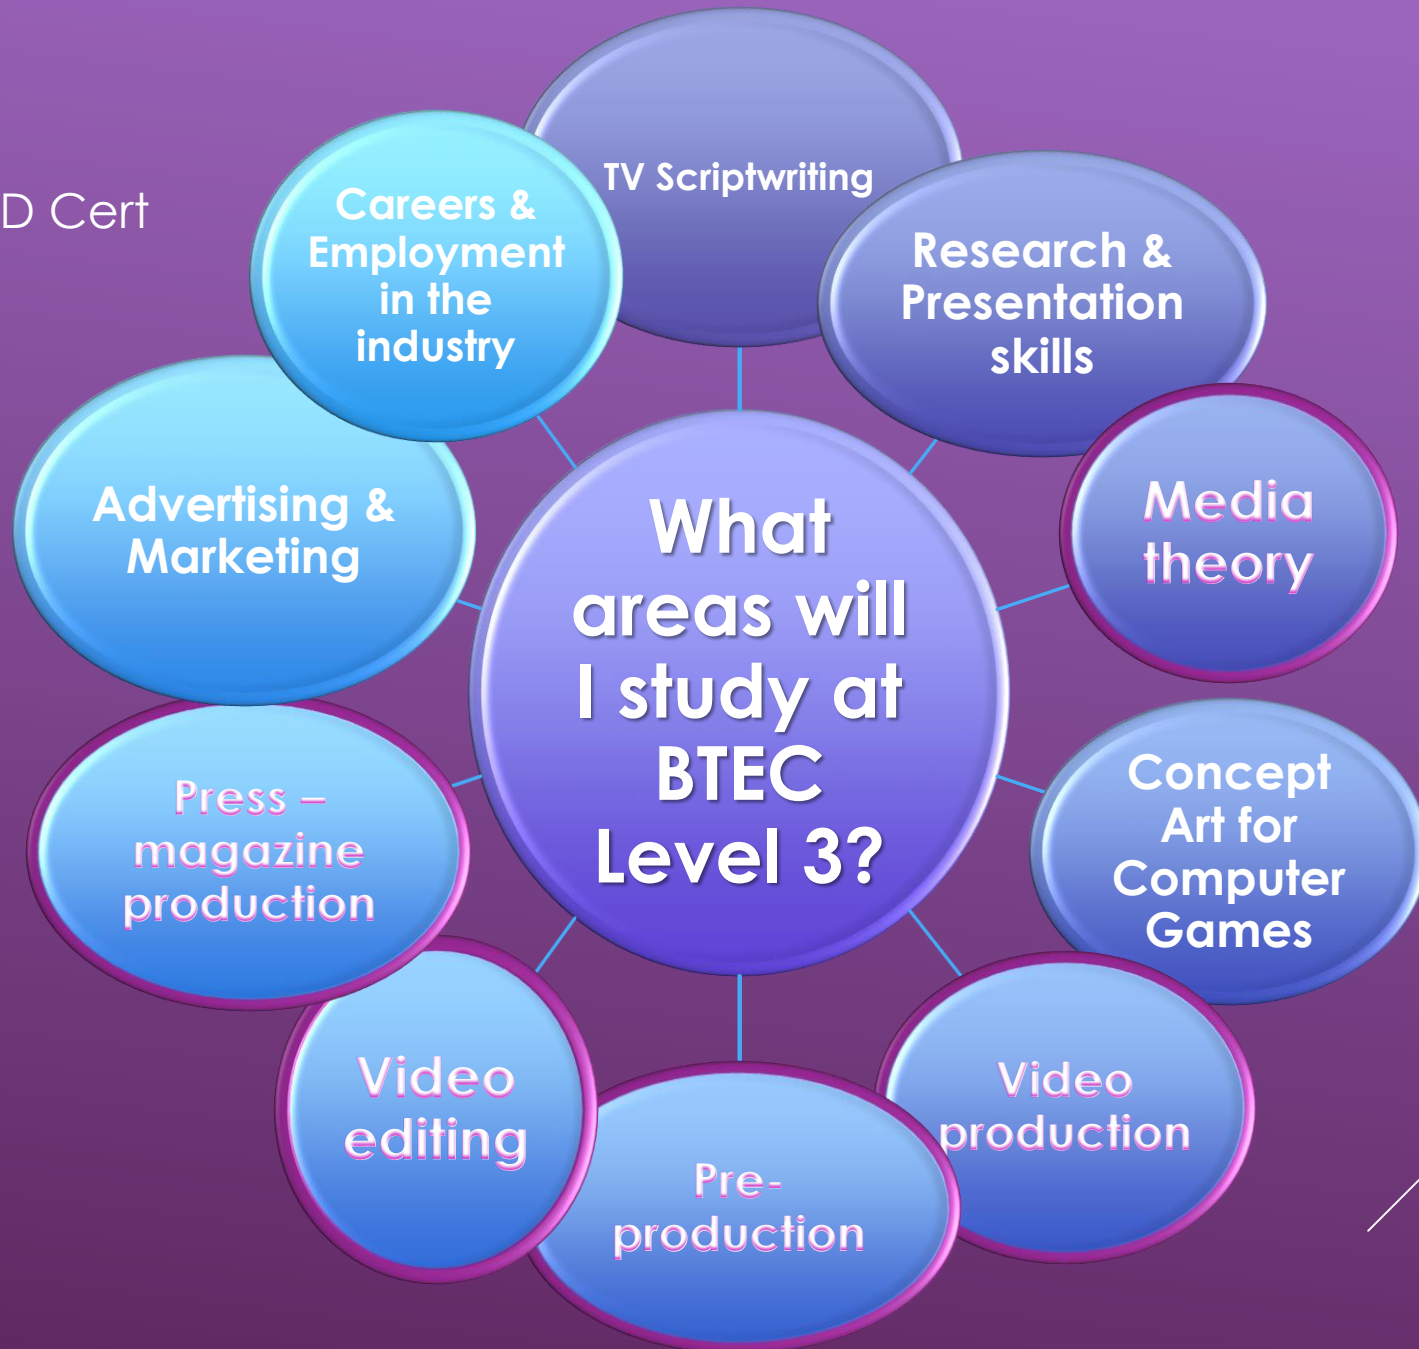 D Cert
What
areas will
I study at
BTEC
Level 3?
TV Scriptwriting
Research &
Presentation
skills
Media
theory
Concept
Art for
Computer
Games
Video
production
Pre-
production
Video
editing
Press –
magazine
production
Advertising &
Marketing
Careers &
Employment
in the
industry